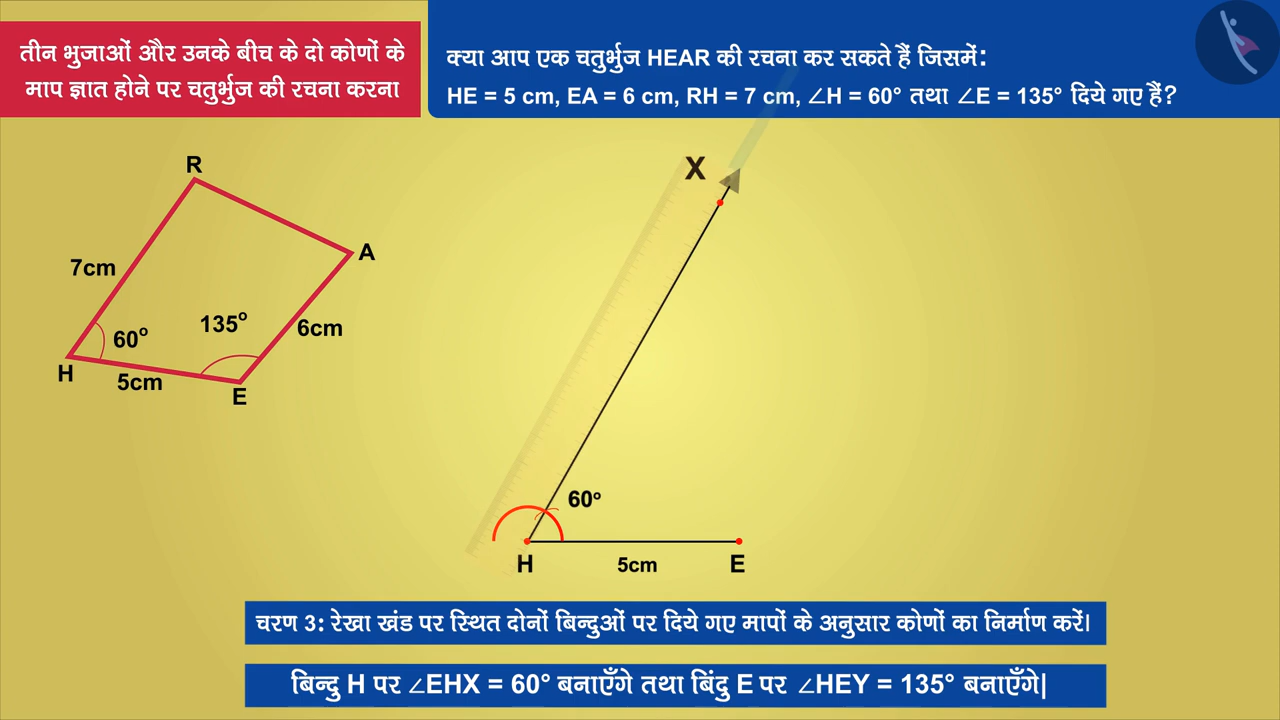 तीन भुजाओं और उनके बीच के दो कोणों के
माप ज्ञात होने पर चतुर्भुज की रचना करना
क्या आप एक चतुर्भुज HEAR की रचना कर सकते हैं जिसमें:
HE = 5 cm, EA = 6 cm, RH = 7 cm, ∠H = 60° तथा ∠E = 135° दिये गए हैं?
R
A
7cm
60°
135°
6cm
H
5cm
E
X
60°
H
5cm
E
चरण 3: रेखा खंड पर स्थित दोनों बिन्दुओं पर दिये गए मापों के अनुसार कोणों का निर्माण करें।
बिन्दु H पर ∠EHX = 60° बनाएँगे तथा बिंदु E पर ∠HEY = 135° बनाएँगे|